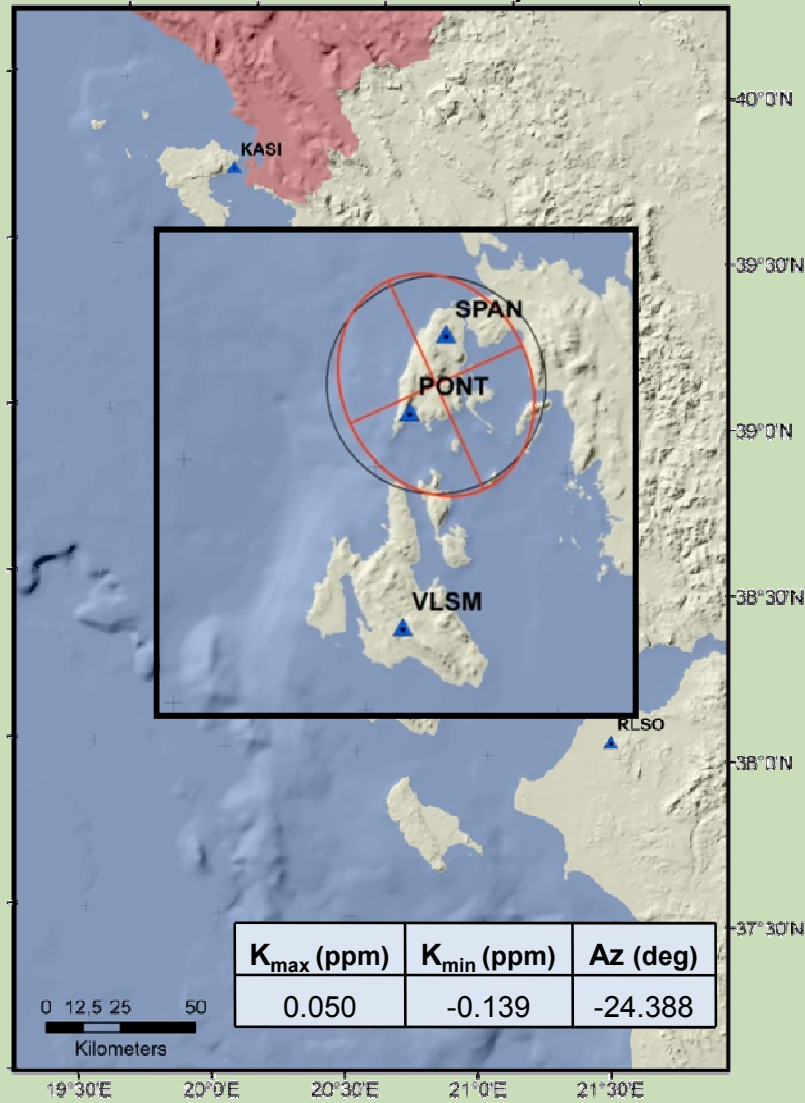 KASI
40°0'N
39°30'N
SPAN
PONT
39°0'N
38°30'N
VLSM
RLSO
38°0'N
37°30'N
Kmax (ppm) Kmin (ppm) Az (deg)
0.050 -0.139 -24.388
0 12,5 25 50
Kilometers
19°30'E 20°0'E 20°30'E 21°0'E 21°30'E